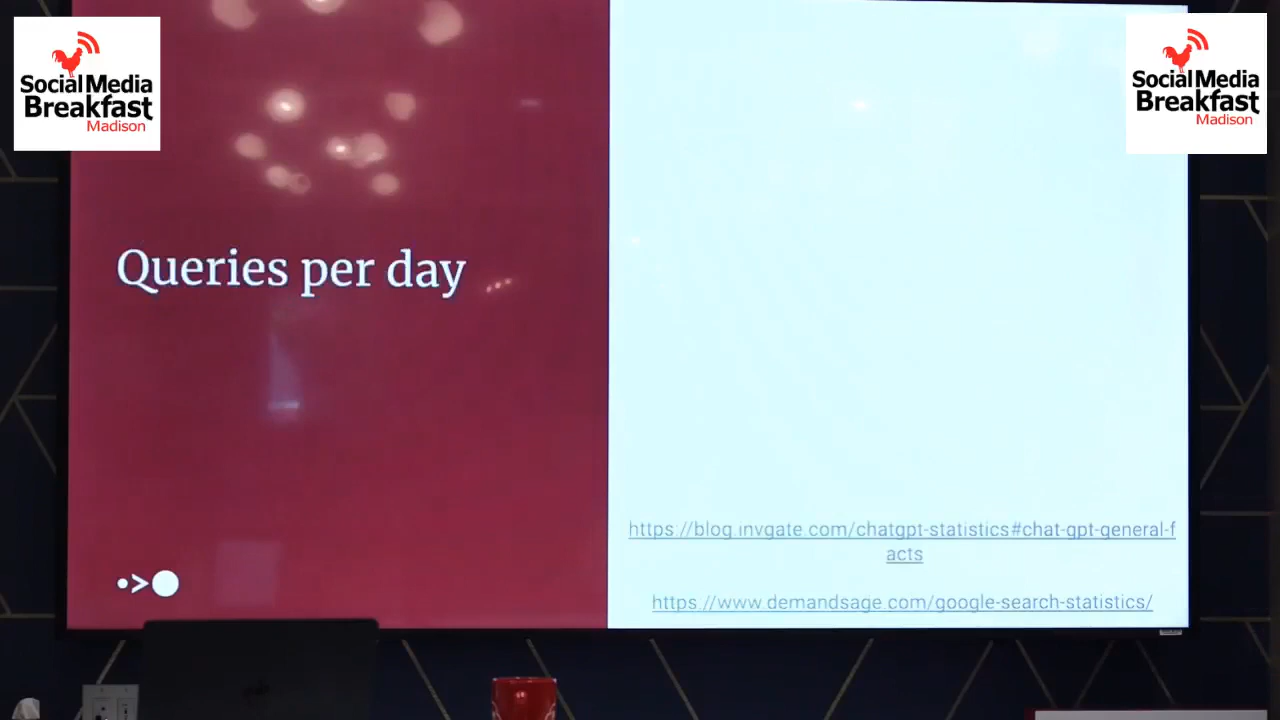 Social Media
Breakfast
Madison
Social Media
Breakfast
Madison
Queries per day
https://blog.invgate.com/chatgpt-statistics#chat-gpt-general-f
acts
https://www.demandsage.com/google-search-statistics/